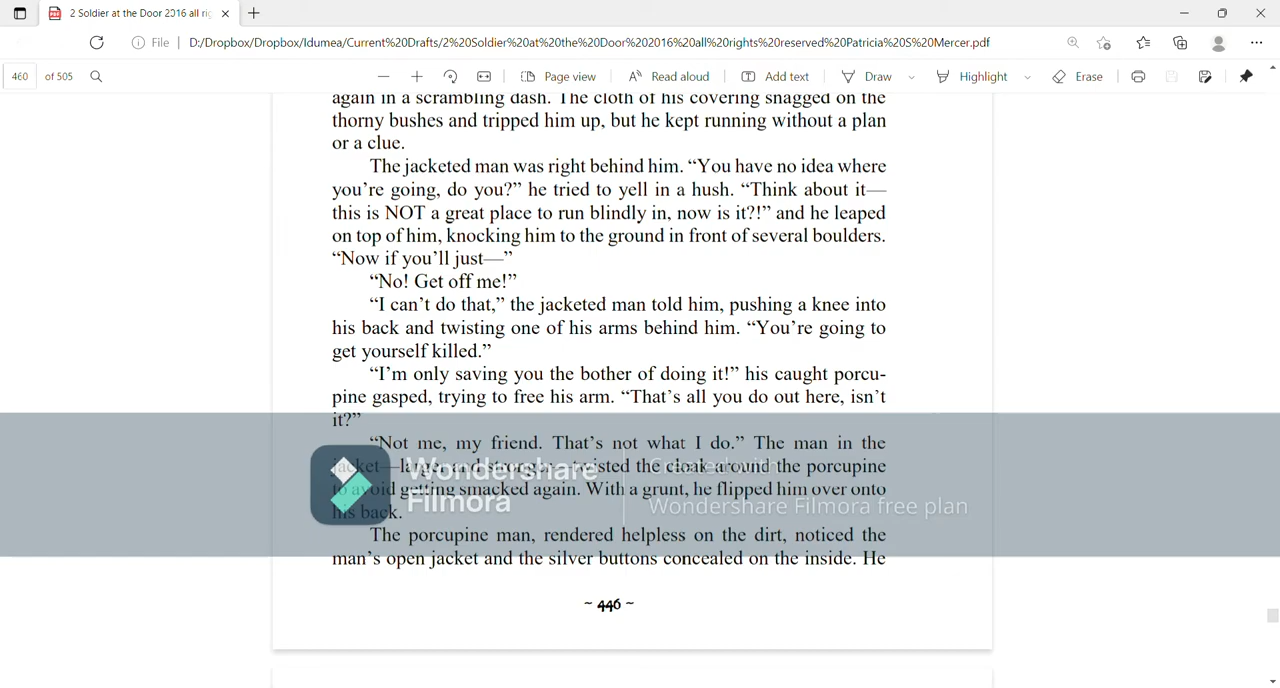 2 Soldier at the Door 2016 all ri
File
D:/Dropbox/Dropbox/Idumea/Current%20Drafts/2%20Soldier%20at%20the%20Door%202016%20all%20rights%20reserved%20Patricia%20S%20Mercer.pdf
460 of 505
Page view
Read aloud
Add text
Draw
Highlight
Erase
again in a scrambling dash. The cloth of his covering snagged on the
thorny bushes and tripped him up, but he kept running without a plan
or a clue.
The jacketed man was right behind him. “You have no idea where
you’re going, do you?” he tried to yell in a hush. “Think about it—
this is NOT a great place to run blindly in, now is it?!” and he leaped
on top of him, knocking him to the ground in front of several boulders.
“Now if you’ll just—”
“No! Get off me!”
“I can’t do that,” the jacketed man told him, pushing a knee into
his back and twisting one of his arms behind him. “You’re going to
get yourself killed.”
“I’m only saving you the bother of doing it!” his caught porcu-
pine gasped, trying to free his arm. “That’s all you do out here, isn’t
it?”
“Not me, my friend. That’s not what I do.” The man in the
jacket—larger and stronger—twisted the cloak around the porcupine
to avoid getting smacked again. With a grunt, he flipped him over onto
his back.
The porcupine man, rendered helpless on the dirt, noticed the
man’s open jacket and the silver buttons concealed on the inside. He
~ 446 ~
Wondershare
Filmora
Created with
Wondershare Filmora free plan